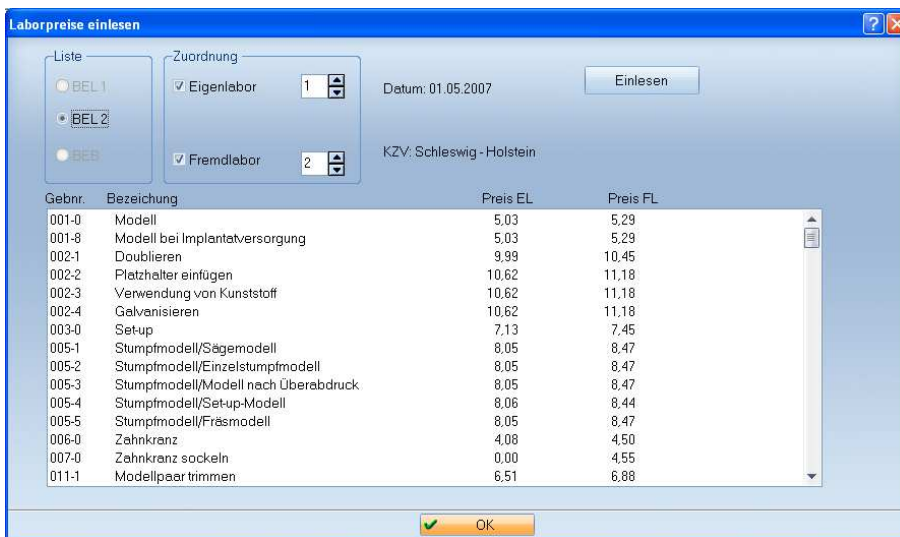 Laborpreise einlesen
Liste
Zuordnung
BEL 1
Eigenlabor 1
Datum: 01.05.2007
Einlesen
BEL 2
BEB
Fremdlabor 2
KZV: Schleswig - Holstein
Gebnr. Bezeichung Preis EL Preis FL
001-0 Modell 5,03 5,29
001-8 Modell bei Implantatversorgung 5,03 5,29
002-1 Doublieren 9,99 10,45
002-2 Platzhalter einfügen 10,62 11,18
002-3 Verwendung von Kunststoff 10,62 11,18
002-4 Galvanisieren 10,62 11,18
003-0 Set-up 7,13 7,45
005-1 Stumpfmodell/Sägemodell 8,05 8,47
005-2 Stumpfmodell/Einzelstumpfmodell 8,05 8,47
005-3 Stumpfmodell/Modell nach Überabdruck 8,05 8,47
005-4 Stumpfmodell/Set-up-Modell 8,06 8,44
005-5 Stumpfmodell/Fräsmodell 8,05 8,47
006-0 Zahnkranz 4,08 4,50
007-0 Zahnkranz sockeln 0,00 4,55
011-1 Modellpaar trimmen 6,51 6,88
OK